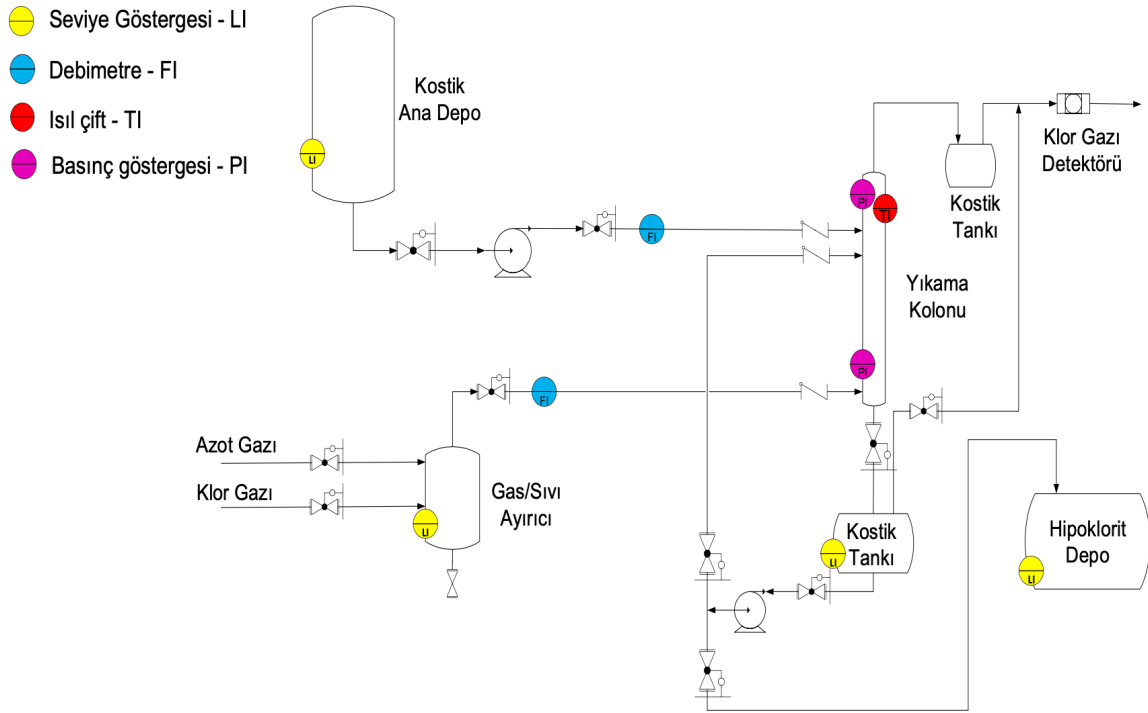 Seviye Göstergesi - LI
Debimetre - FI
Isıl çift - TI
Basınç göstergesi - PI
Kostik
Ana Depo
LI
FI
PI
TI
Kostik
Tankı
Klor Gazı
Detektörü
Yıkama
Kolonu
PI
FI
Azot Gazı
Klor Gazı
LI
Gas/Sıvı
Ayırıcı
Kostik
Tankı
LI
Hipoklorit
Depo
LI